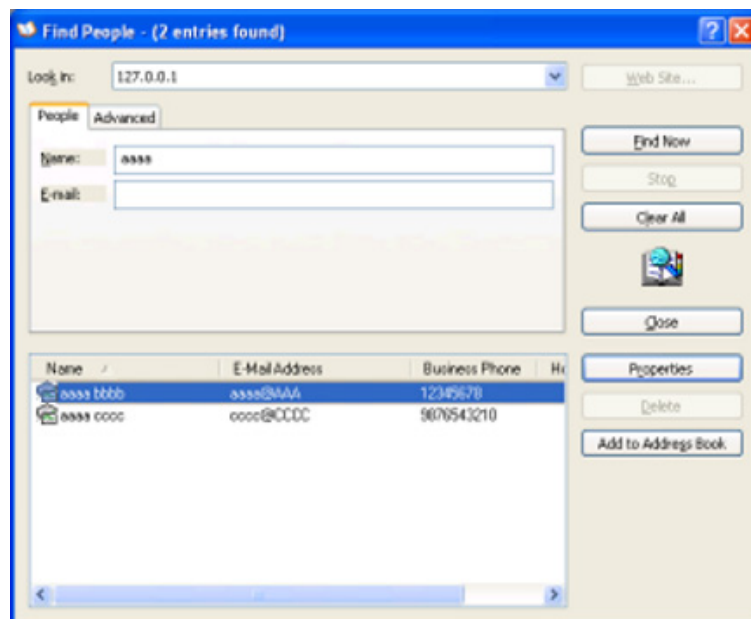 Find People - (2 entries found)
Look in: 127.0.0.1
Web Site...
People Advanced
Find Now
Name: aaaa
Stop
E-mail:
Clear All
Close
Name E-Mail Address Business Phone Ho
Properties
aaaa bbbb aaaa@AAA 12345678
Delete
aaaa cccc cccc@CCCC 9876543210
Add to Address Book